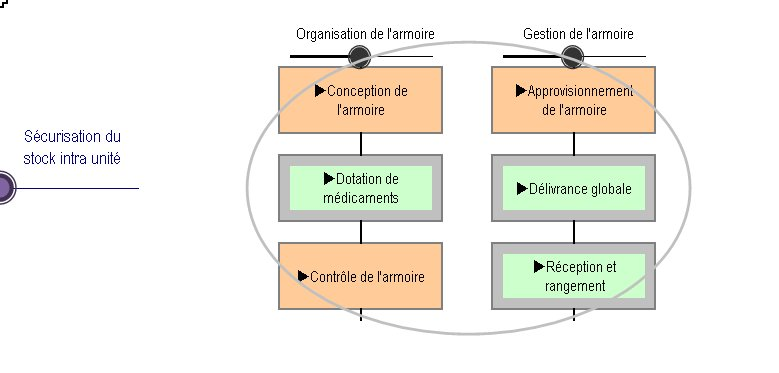 Organisation de l'armoire
Gestion de l'armoire
Conception de
l'armoire
Approvisionnement
de l'armoire
Sécurisation du
stock intra unité
Dotation de
médicaments
Délivrance globale
Contrôle de l'armoire
Réception et
rangement